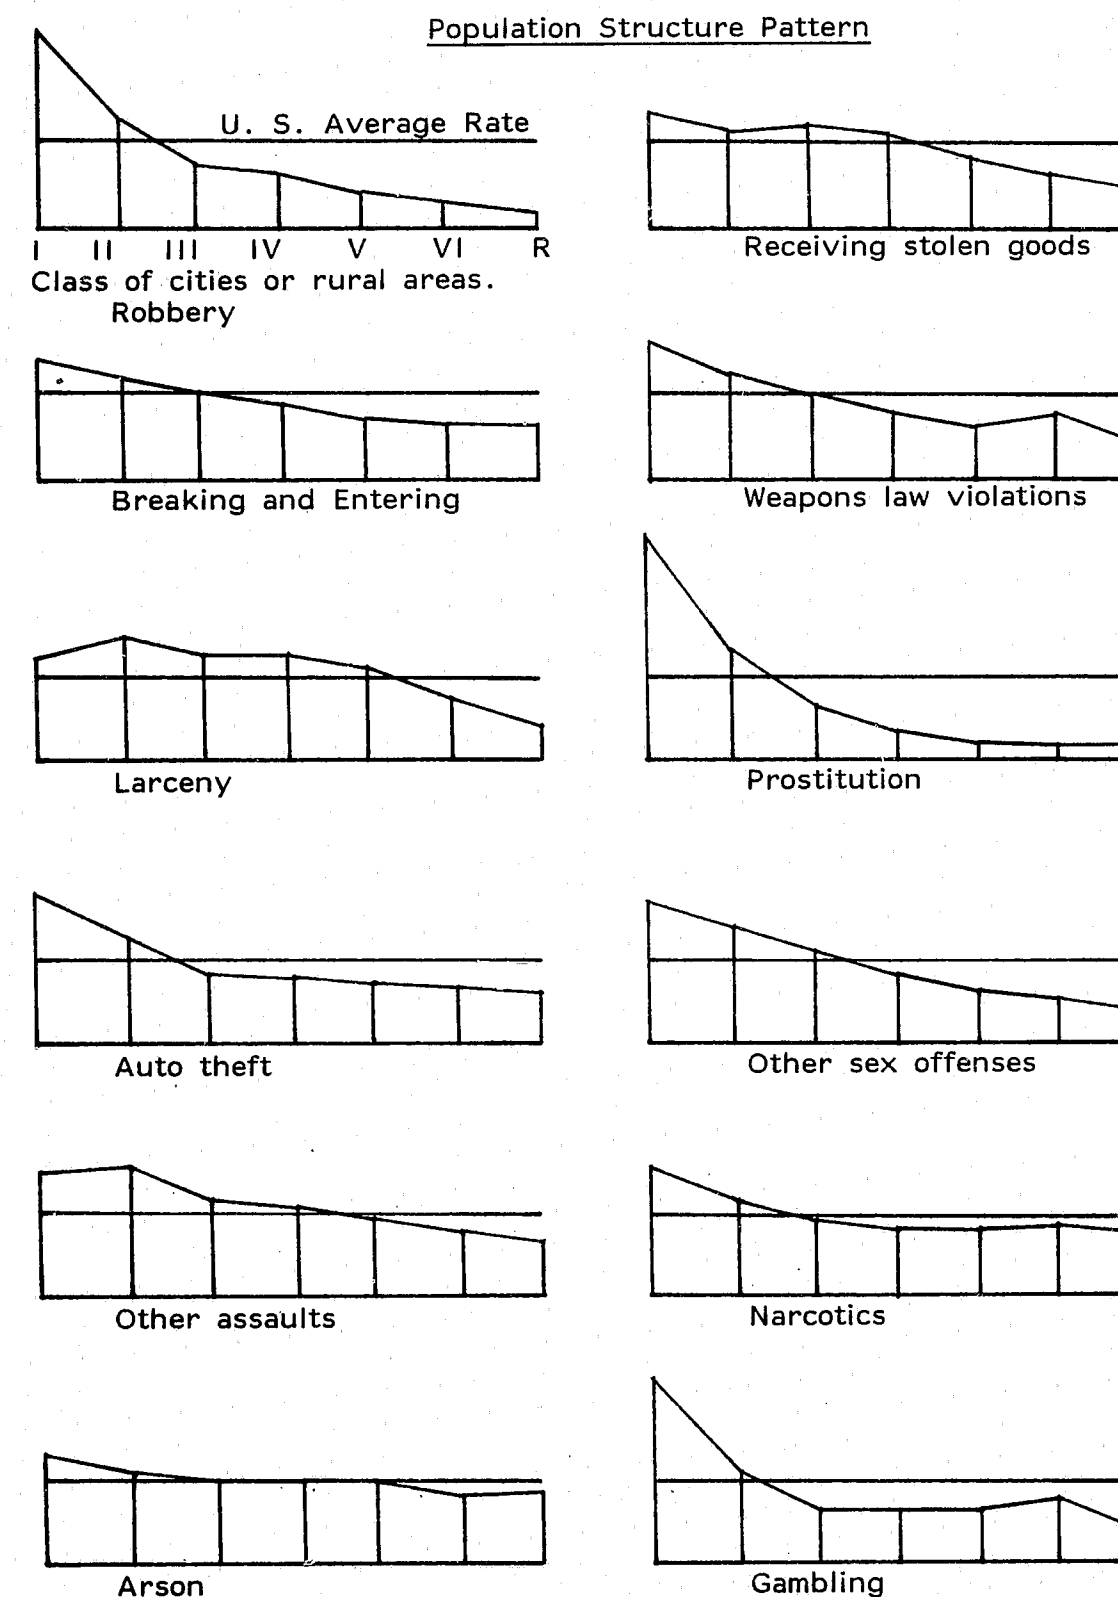 Population Structure Pattern
U. S. Average Rate
I II III IV V VI R
Class of cities or rural areas.
Robbery
Receiving stolen goods
Breaking and Entering
Weapons law violations
Larceny
Prostitution
Auto theft
Other sex offenses
Other assaults
Narcotics
Arson
Gambling